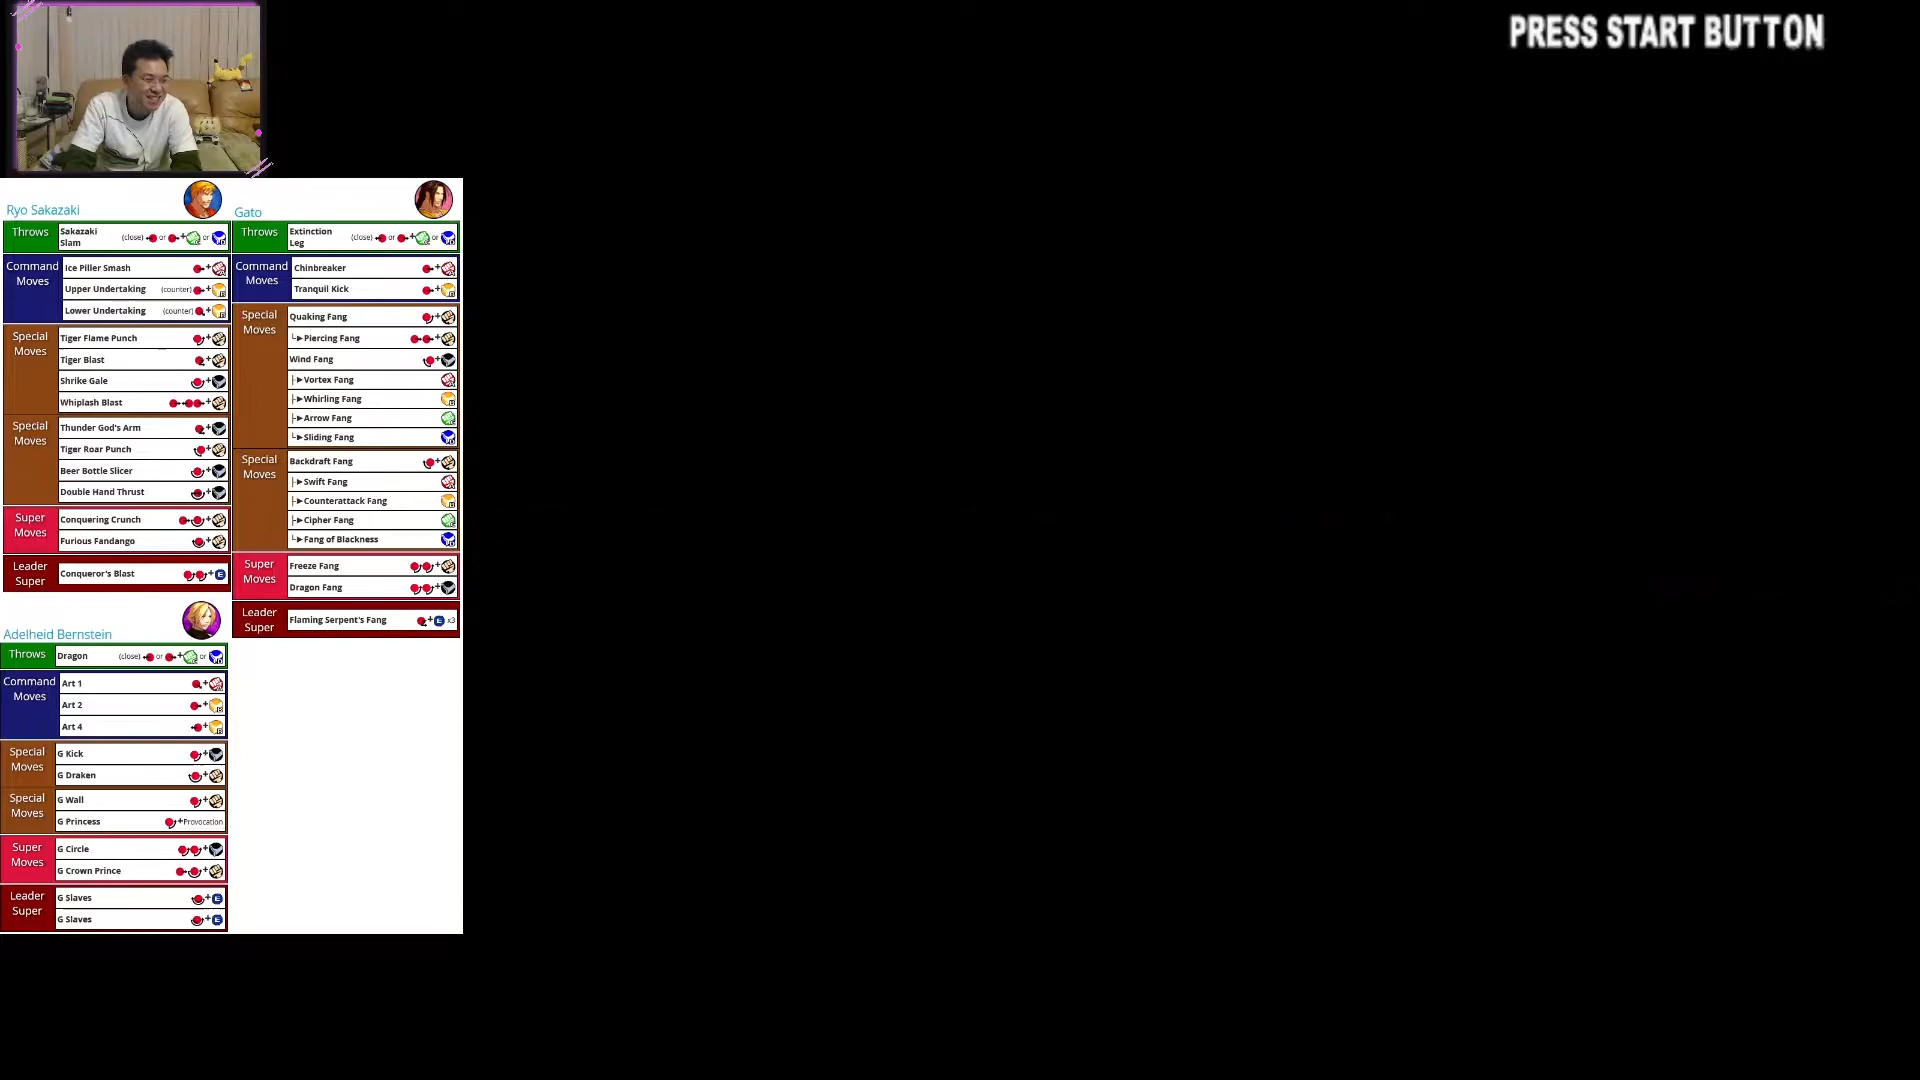 PRESS START BUTTON
Ryo Sakazaki
Throws
Sakazaki
Slam
(close) or + or
Command
Moves
Ice Piller Smash +
Upper Undertaking (counter) +
Lower Undertaking (counter) +
Special
Moves
Tiger Flame Punch +
Tiger Blast +
Shrike Gale +
Whiplash Blast +
Special
Moves
Thunder God's Arm +
Tiger Roar Punch +
Beer Bottle Slicer +
Double Hand Thrust +
Super
Moves
Conquering Crunch +
Furious Fandango +
Leader
Super
Conqueror's Blast + E
Gato
Throws
Extinction
Leg
(close) or + or
Command
Moves
Chinbreaker +
Tranquil Kick +
Special
Moves
Quaking Fang +
Piercing Fang +
Wind Fang +
Vortex Fang
Whirling Fang
Arrow Fang
Sliding Fang
Special
Moves
Backdraft Fang +
Swift Fang
Counterattack Fang
Cipher Fang
Fang of Blackness
Super
Moves
Freeze Fang +
Dragon Fang +
Leader
Super
Flaming Serpent's Fang + E x3
Adelheid Bernstein
Throws
Dragon (close) or + or
Command
Moves
Art 1 +
Art 2 +
Art 4 +
Special
Moves
G Kick +
G Draken +
Special
Moves
G Wall +
G Princess +Provocation
Super
Moves
G Circle +
G Crown Prince +
Leader
Super
G Slaves + E
G Slaves + E